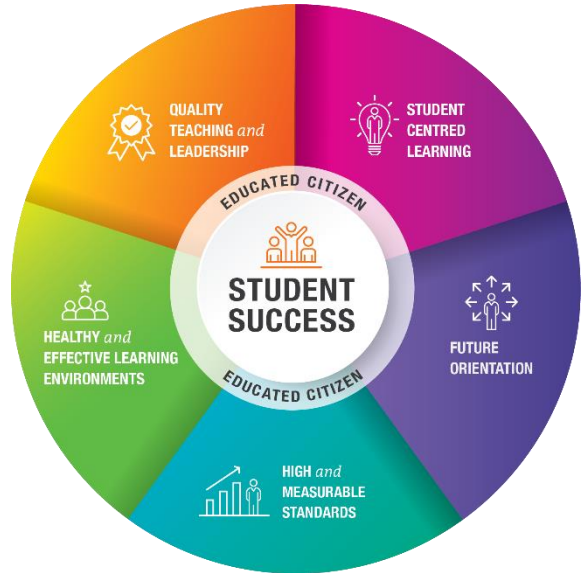 QUALITY
TEACHING and
LEADERSHIP
STUDENT
CENTRED
LEARNING
EDUCATED CITIZEN
STUDENT
SUCCESS
EDUCATED CITIZEN
HEALTHY and
EFFECTIVE LEARNING
ENVIRONMENTS
FUTURE
ORIENTATION
HIGH and
MEASURABLE
STANDARDS